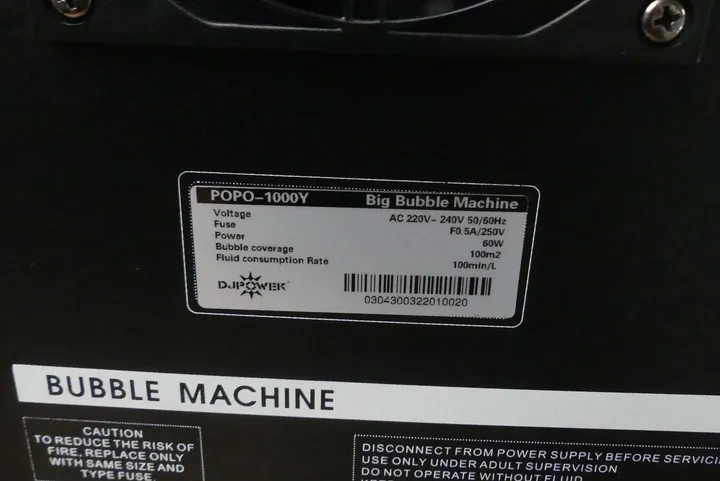 POPO-1000Y Big Bubble Machine
Voltage AC 220V~ 240V 50/60Hz
Fuse F0.5A/250V
Power 60W
Bubble coverage 100m2
Fluid consumption Rate 100min/L
DJPOWER
0304300322010020
BUBBLE MACHINE
CAUTION
TO REDUCE THE RISK OF
FIRE, REPLACE ONLY
WITH SAME SIZE AND
TYPE FUSE.
DISCONNECT FROM POWER SUPPLY BEFORE SERVICI
USE ONLY UNDER ADULT SUPERVISION.
DO NOT OPERATE WITHOUT FLUID